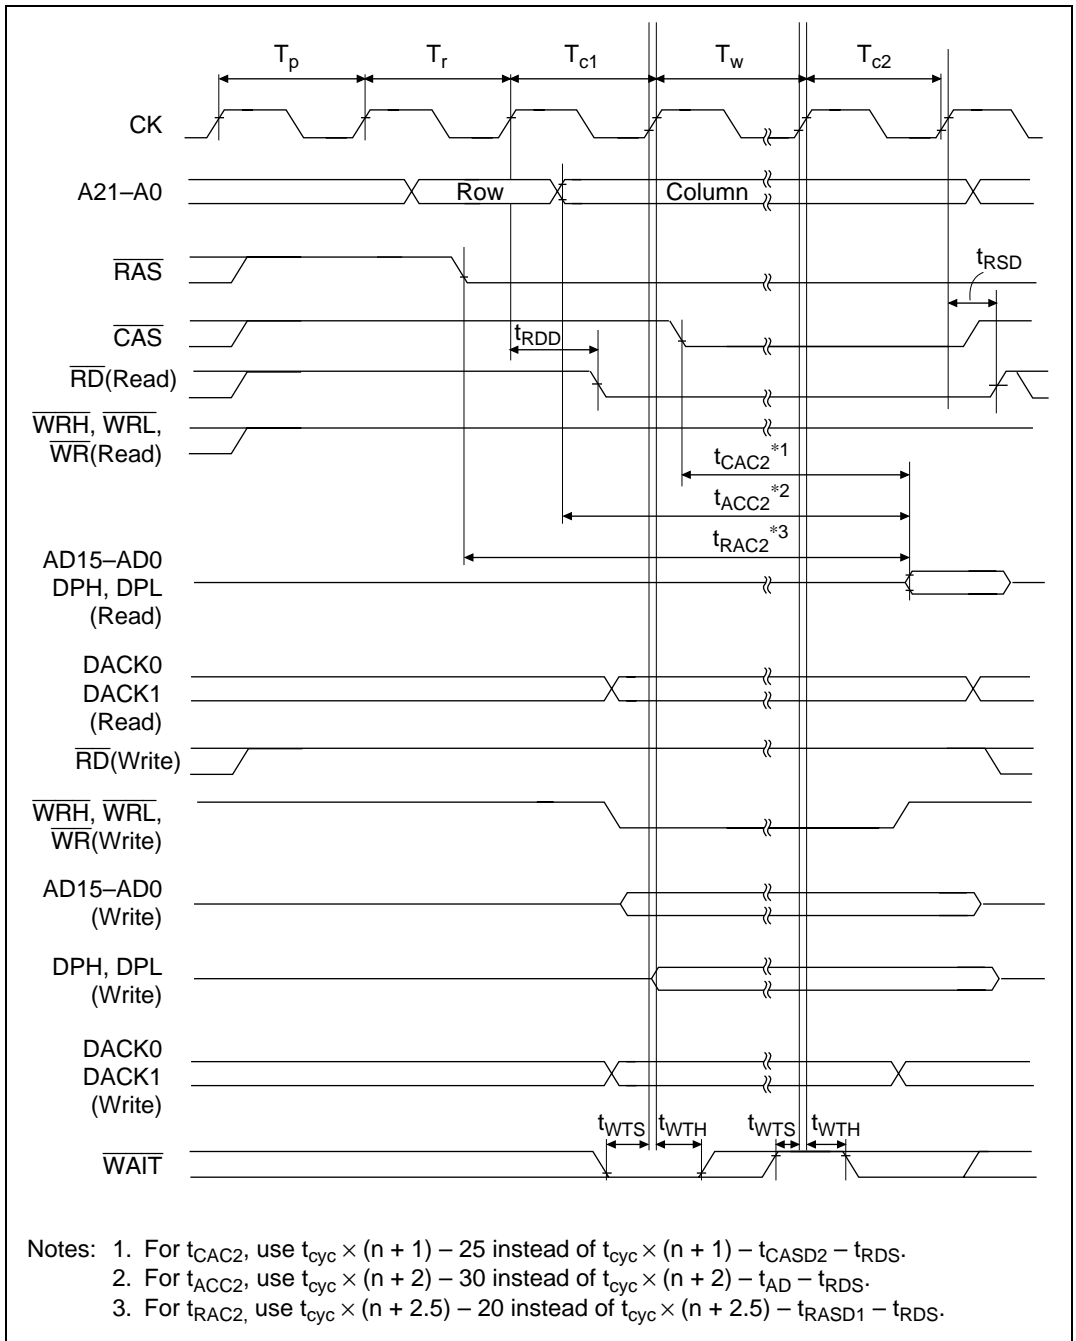 Tp Tr Tc1 Tw Tc2
CK
A21–A0 Row Column
RAS
tRSD
CAS
tRDD
RD(Read)
WRH, WRL,
WR(Read)
tCAC2*1
tACC2*2
tRAC2*3
AD15–AD0
DPH, DPL
(Read)
DACK0
DACK1
(Read)
RD(Write)
WRH, WRL,
WR(Write)
AD15–AD0
(Write)
DPH, DPL
(Write)
DACK0
DACK1
(Write)
tWTS tWTH tWTS tWTH
WAIT
Notes: 1. For tCAC2, use tcyc × (n + 1) – 25 instead of tcyc × (n + 1) – tCASD2 – tRDS.
2. For tACC2, use tcyc × (n + 2) – 30 instead of tcyc × (n + 2) – tAD – tRDS.
3. For tRAC2, use tcyc × (n + 2.5) – 20 instead of tcyc × (n + 2.5) – tRASD1 – tRDS.